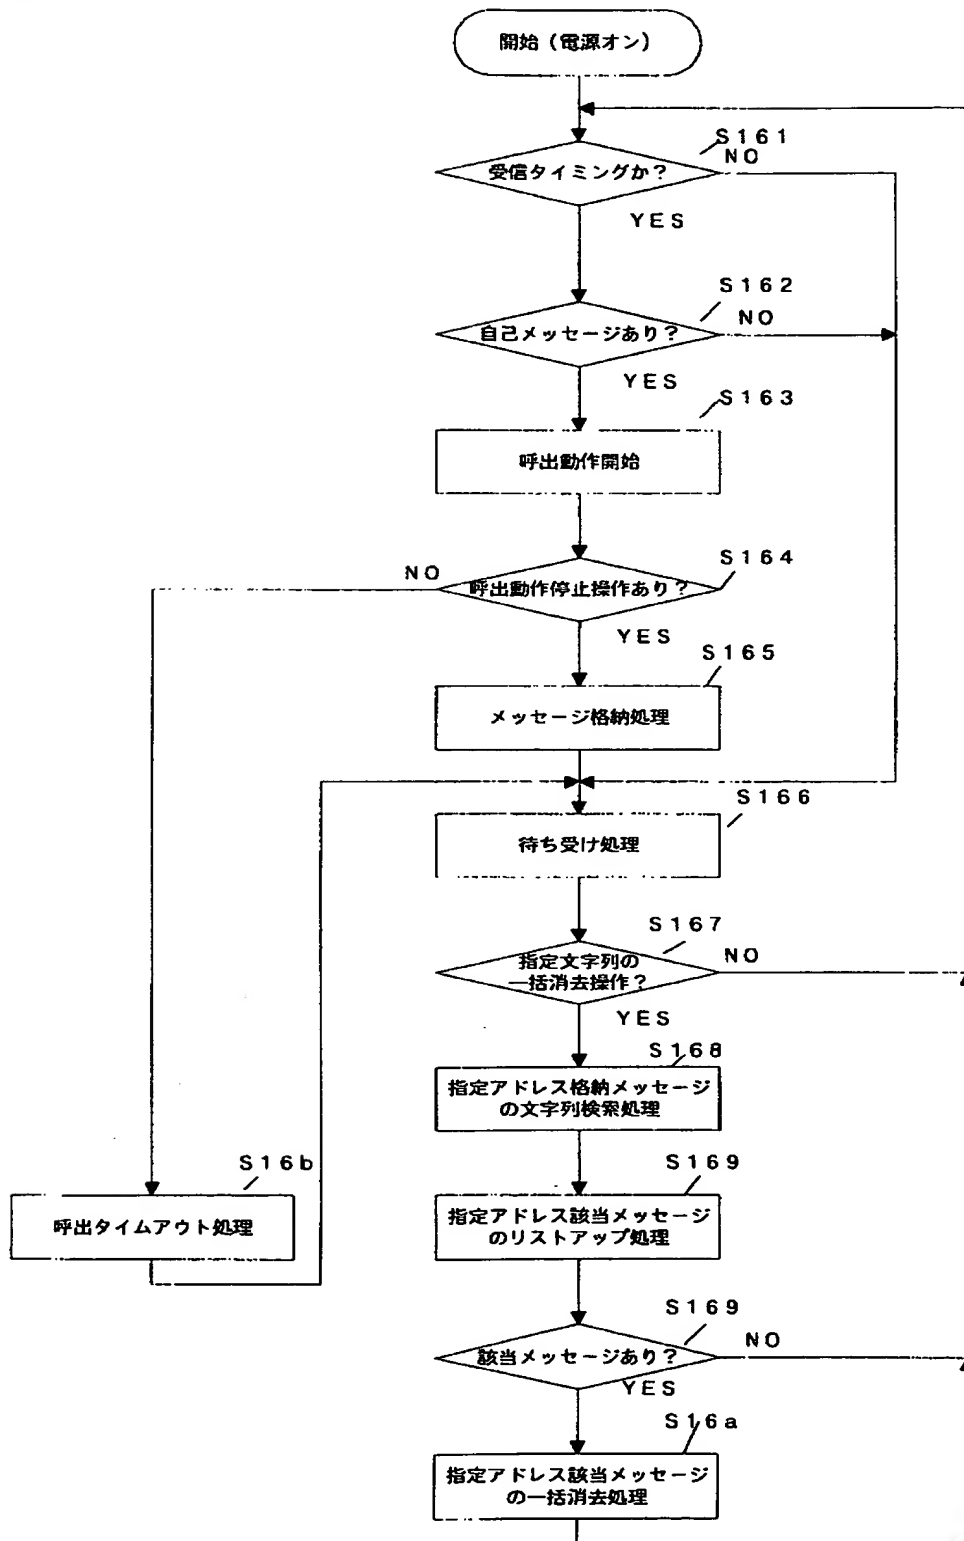 開始(電源オン)
S161
受信タイミングか?
NO
YES
S162
自己メッセージあり?
NO
YES
S163
呼出動作開始
S164
NO
呼出動作停止操作あり?
YES
S165
メッセージ格納処理
S166
待ち受け処理
S167
指定文字列の
一括消去操作?
NO
YES
S168
指定アドレス格納メッセージ
の文字列検索処理
S16b
呼出タイムアウト処理
S169
指定アドレス該当メッセージ
のリストアップ処理
S169
該当メッセージあり?
NO
YES
S16a
指定アドレス該当メッセージ
の一括消去処理